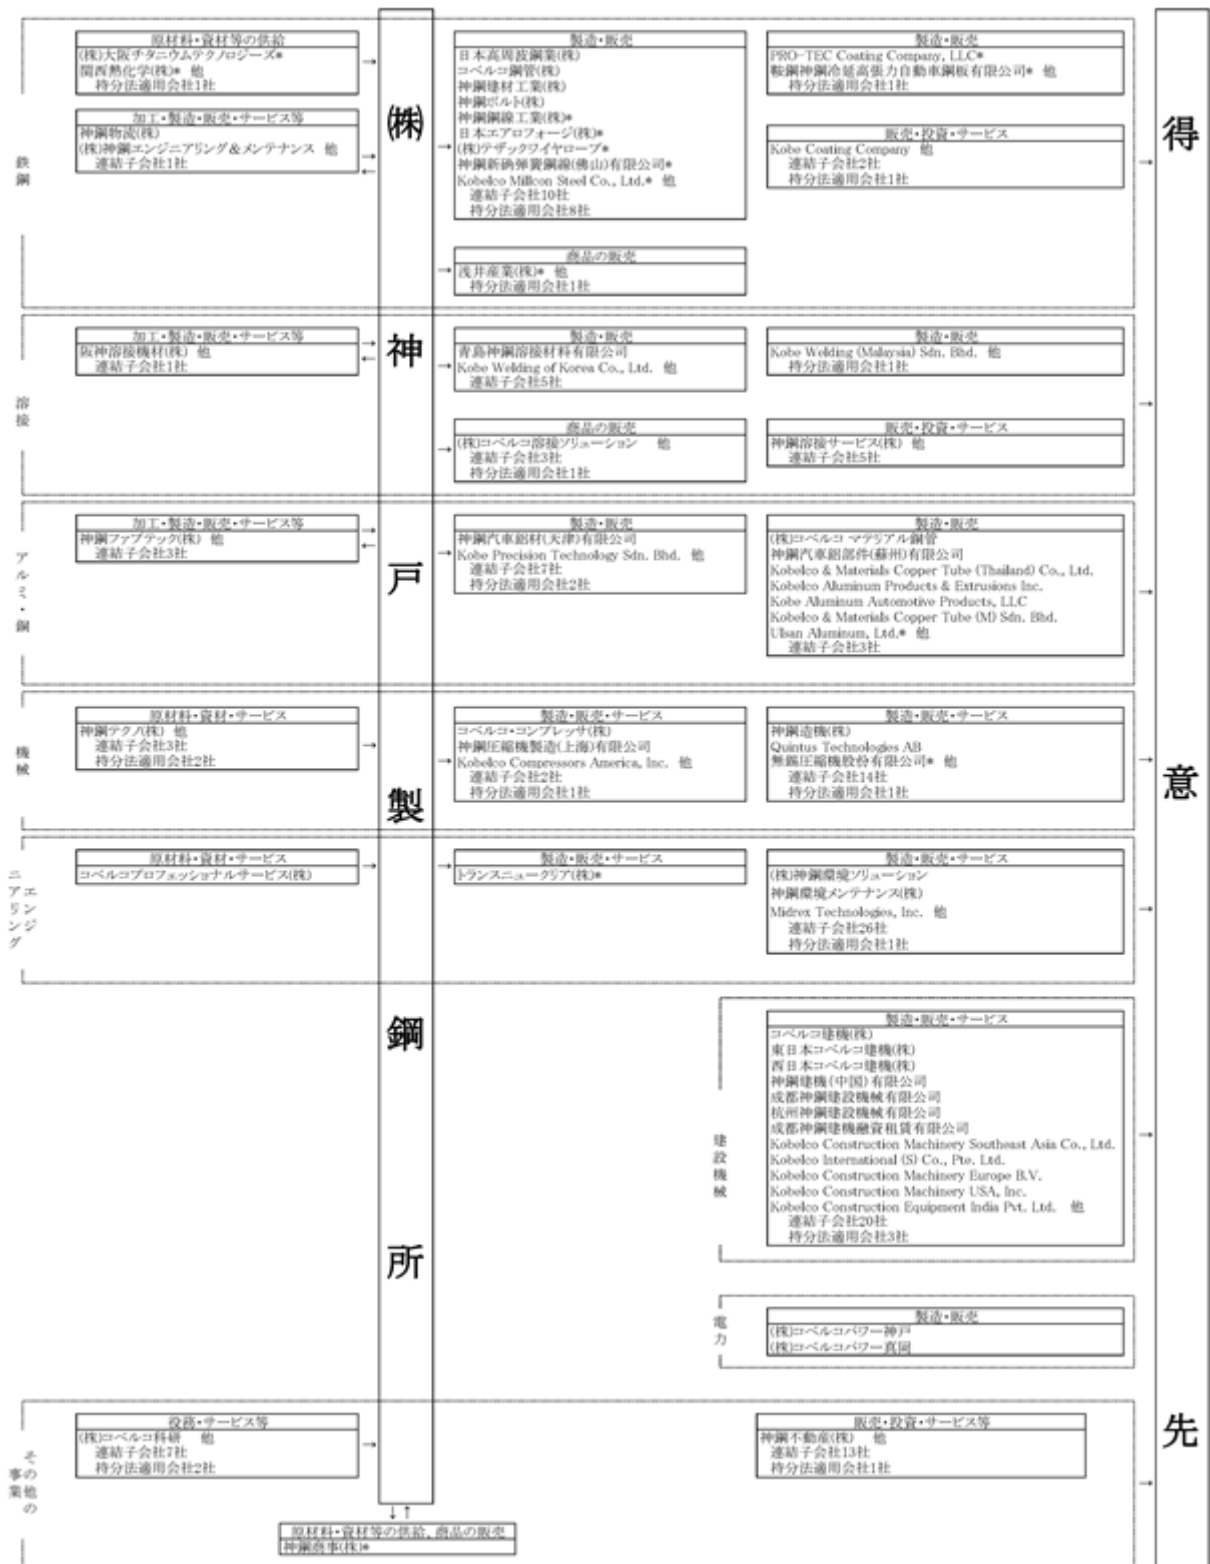 鉄鋼
原材料・資材等の供給
(株)大阪チタニウムテクノロジーズ*
関西熱化学(株)* 他
持分法適用会社1社
加工・製造・販売・サービス等
神鋼物流(株)
(株)神鋼エンジニアリング&メンテナンス 他
連結子会社1社
製造・販売
日本高周波鋼業(株)
コベルコ鋼管(株)
神鋼建材工業(株)
神鋼ボルト(株)
神鋼鋼線工業(株)*
日本エアロフォージ(株)*
(株)テザックワイヤロープ*
神鋼新确弾簧鋼線(佛山)有限公司*
Kobelco Millcon Steel Co., Ltd.* 他
連結子会社10社
持分法適用会社8社
商品の販売
浅井産業(株)* 他
持分法適用会社1社
製造・販売
PRO-TEC Coating Company, LLC*
鞍鋼神鋼冷延高張力自動車鋼板有限公司* 他
持分法適用会社1社
販売・投資・サービス
Kobe Coating Company 他
連結子会社2社
持分法適用会社1社
溶接
加工・製造・販売・サービス等
阪神溶接機材(株) 他
連結子会社1社
製造・販売
青島神鋼溶接材料有限公司
Kobe Welding of Korea Co., Ltd. 他
連結子会社5社
商品の販売
(株)コベルコ溶接ソリューション 他
連結子会社3社
持分法適用会社1社
製造・販売
Kobe Welding (Malaysia) Sdn. Bhd. 他
持分法適用会社1社
販売・投資・サービス
神鋼溶接サービス(株) 他
連結子会社5社
アルミ・銅
加工・製造・販売・サービス等
神鋼ファブテック(株) 他
連結子会社3社
製造・販売
神鋼汽車鋁材(天津)有限公司
Kobe Precision Technology Sdn. Bhd. 他
連結子会社7社
持分法適用会社2社
製造・販売
(株)コベルコ マテリアル銅管
神鋼汽車鋁部件(蘇州)有限公司
Kobelco & Materials Copper Tube (Thailand) Co., Ltd.
Kobelco Aluminum Products & Extrusions Inc.
Kobe Aluminum Automotive Products, LLC
Kobelco & Materials Copper Tube (M) Sdn. Bhd.
Ulsan Aluminum, Ltd.* 他
連結子会社3社
機械
原材料・資材・サービス
神鋼テクノ(株) 他
連結子会社3社
持分法適用会社2社
製造・販売・サービス
コベルコ・コンプレッサ(株)
神鋼圧縮機製造(上海)有限公司
Kobelco Compressors America, Inc. 他
連結子会社2社
持分法適用会社1社
製造・販売・サービス
神鋼造機(株)
Quintus Technologies AB
無錫圧縮機股份有限公司* 他
連結子会社14社
持分法適用会社1社
エンジニアリング
原材料・資材・サービス
コベルコプロフェッショナルサービス(株)
製造・販売・サービス
トランスニュークリア(株)*
製造・販売・サービス
(株)神鋼環境ソリューション
神鋼環境メンテナンス(株)
Midrex Technologies, Inc. 他
連結子会社26社
持分法適用会社1社
建設機械
製造・販売・サービス
コベルコ建機(株)
東日本コベルコ建機(株)
西日本コベルコ建機(株)
神鋼建機(中国)有限公司
成都神鋼建設機械有限公司
杭州神鋼建設機械有限公司
成都神鋼建機融資租賃有限公司
Kobelco Construction Machinery Southeast Asia Co., Ltd.
Kobelco International (S) Co., Pte. Ltd.
Kobelco Construction Machinery Europe B.V.
Kobelco Construction Machinery USA, Inc.
Kobelco Construction Equipment India Pvt. Ltd. 他
連結子会社20社
持分法適用会社3社
電力
製造・販売
(株)コベルコパワー神戸
(株)コベルコパワー真岡
その他の事業
役務・サービス等
(株)コベルコ科研 他
連結子会社7社
持分法適用会社2社
販売・投資・サービス等
神鋼不動産(株) 他
連結子会社13社
持分法適用会社1社
原材料・資材等の供給、商品の販売
神鋼商事(株)*
㈱神戸製鋼所
得意先